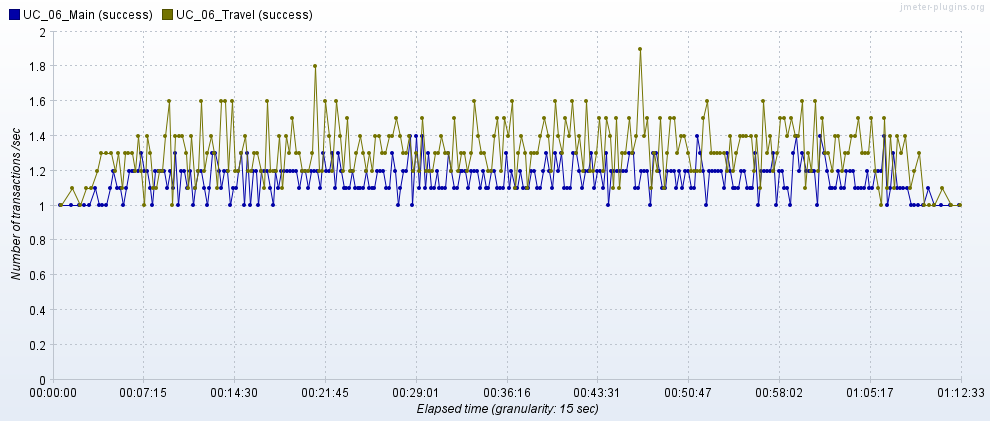 jmeter-plugins.org
UC_06_Main (success) UC_06_Travel (success)
2
1.8
1.6
1.4
1.2
1
0.8
0.6
0.4
0.2
0
Number of transactions /sec
00:00:00 00:07:15 00:14:30 00:21:45 00:29:01 00:36:16 00:43:31 00:50:47 00:58:02 01:05:17 01:12:33
Elapsed time (granularity: 15 sec)